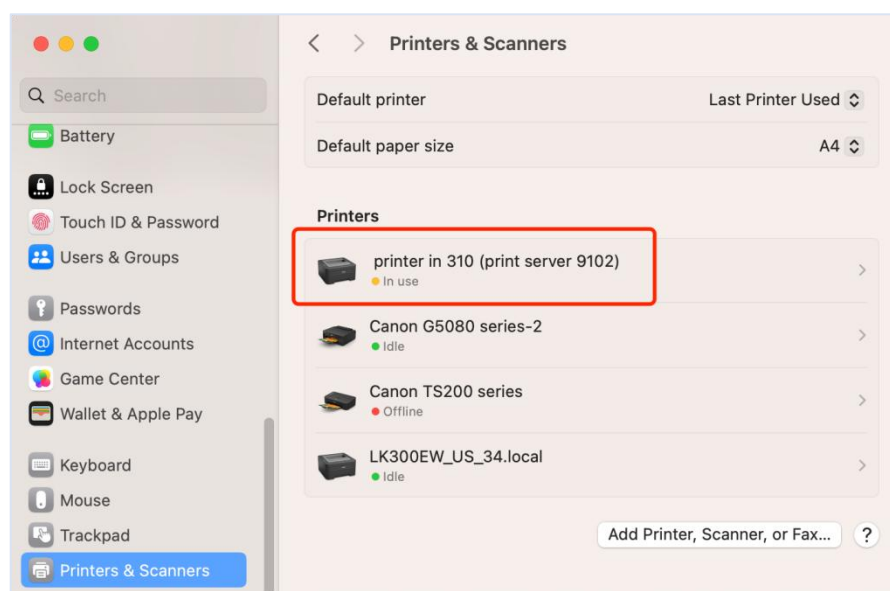 Printers & Scanners
Search
Battery
Lock Screen
Touch ID & Password
Users & Groups
Passwords
Internet Accounts
Game Center
Wallet & Apple Pay
Keyboard
Mouse
Trackpad
Printers & Scanners
Default printer Last Printer Used
Default paper size A4
Printers
printer in 310 (print server 9102)
In use
Canon G5080 series-2
Idle
Canon TS200 series
Offline
LK300EW_US_34.local
Idle
Add Printer, Scanner, or Fax... ?